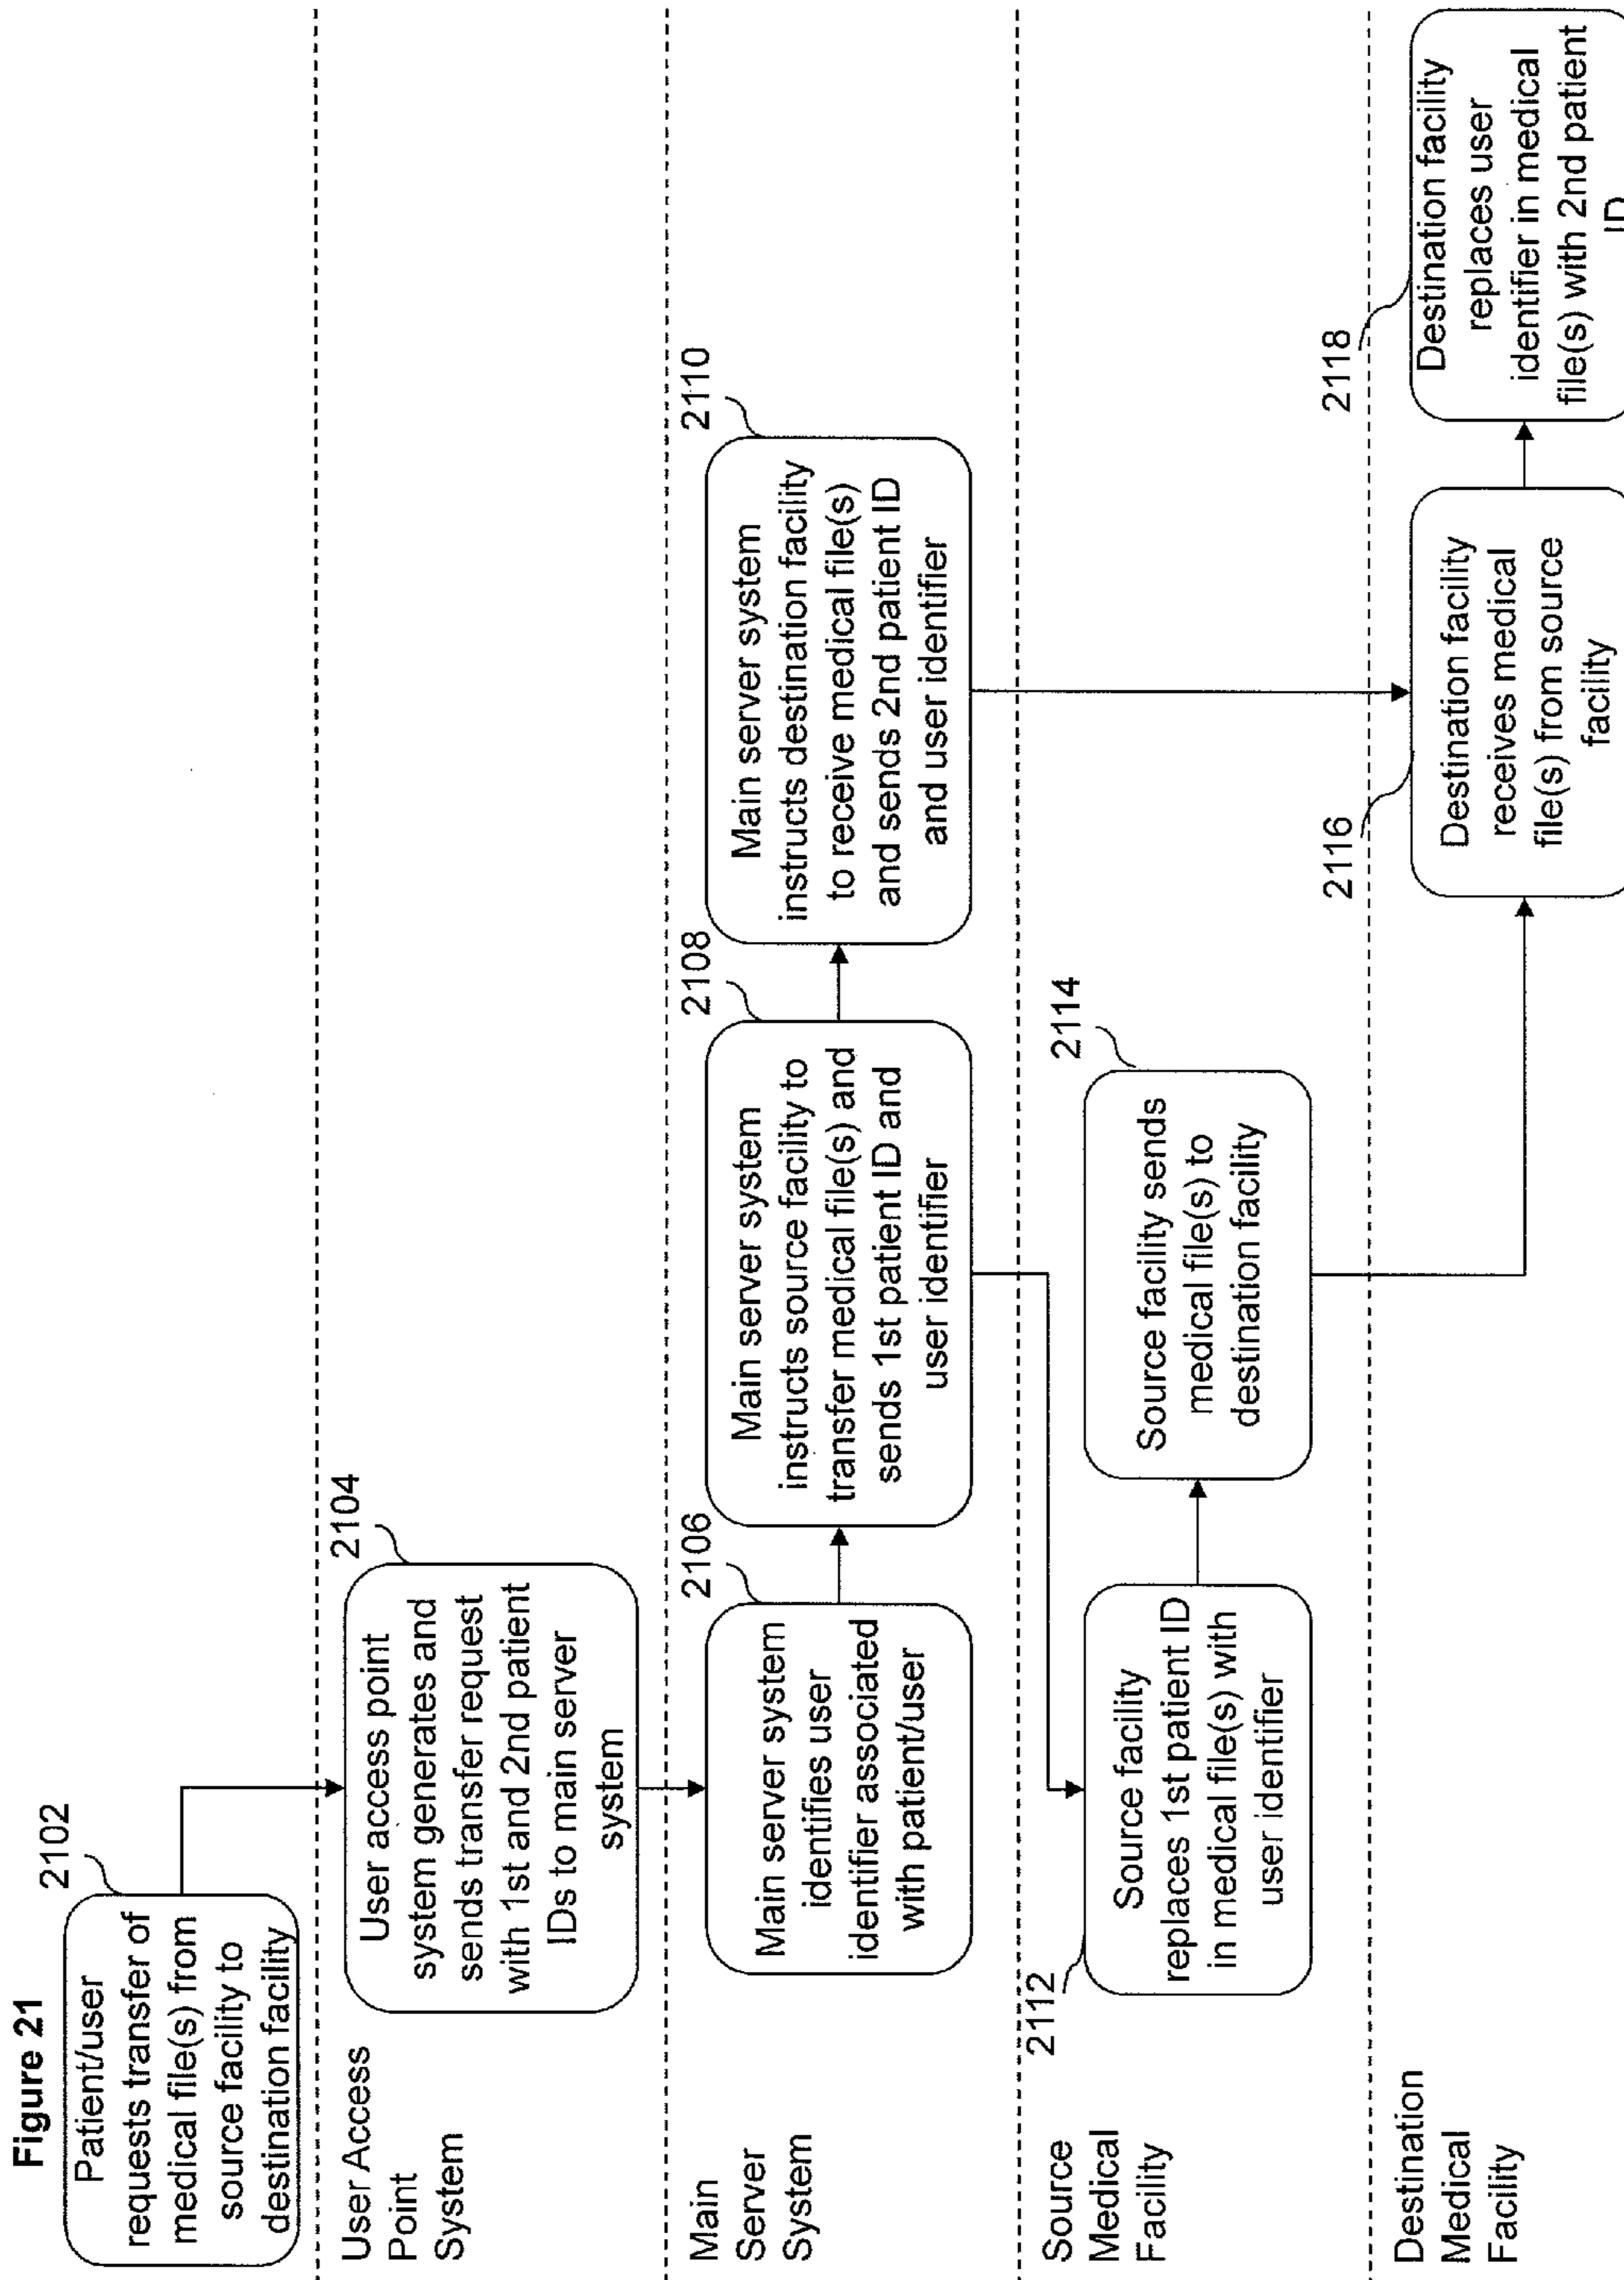 Figure 21
2102
Patient/user
requests transfer of
medical file(s) from
source facility to
destination facility
User Access
Point
System
2104
User access point
system generates and
sends transfer request
with 1st and 2nd patient
IDs to main server
system
Main
Server
System
2106
Main server system
identifies user
identifier associated
with patient/user
2108
Main server system
instructs source facility to
transfer medical file(s) and
sends 1st patient ID and
user identifier
2110
Main server system
instructs destination facility
to receive medical file(s)
and sends 2nd patient ID
and user identifier
Source
Medical
Facility
2112
Source facility
replaces 1st patient ID
in medical file(s) with
user identifier
2114
Source facility sends
medical file(s) to
destination facility
Destination
Medical
Facility
2116
Destination facility
receives medical
file(s) from source
facility
2118
Destination facility
replaces user
identifier in medical
file(s) with 2nd patient
ID